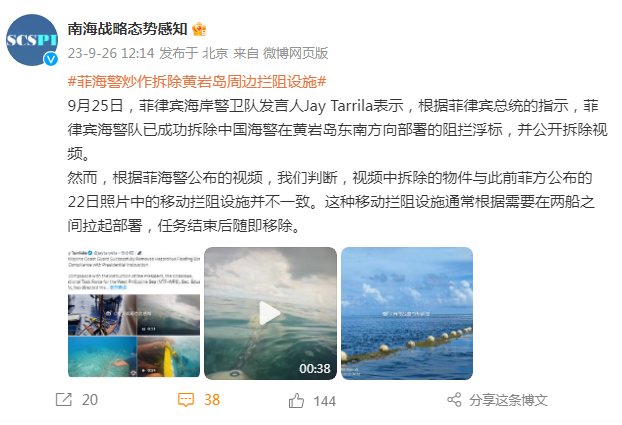 SCSPI
南海战略态势感知
23-9-26 12:14 发布于 北京 来自 微博网页版
#菲海警炒作拆除黄岩岛周边拦阻设施#
9月25日，菲律宾海岸警卫队发言人Jay Tarrila表示，根据菲律宾总统的指示，菲
律宾海警队已成功拆除中国海警在黄岩岛东南方向部署的阻拦浮标，并公开拆除视
频。
然而，根据菲海警公布的视频，我们判断，视频中拆除的物件与此前菲方公布的
22日照片中的移动拦阻设施并不一致。这种移动拦阻设施通常根据需要在两船之
间拉起部署，任务结束后随即移除。
00:38
20
38
144
分享这条博文